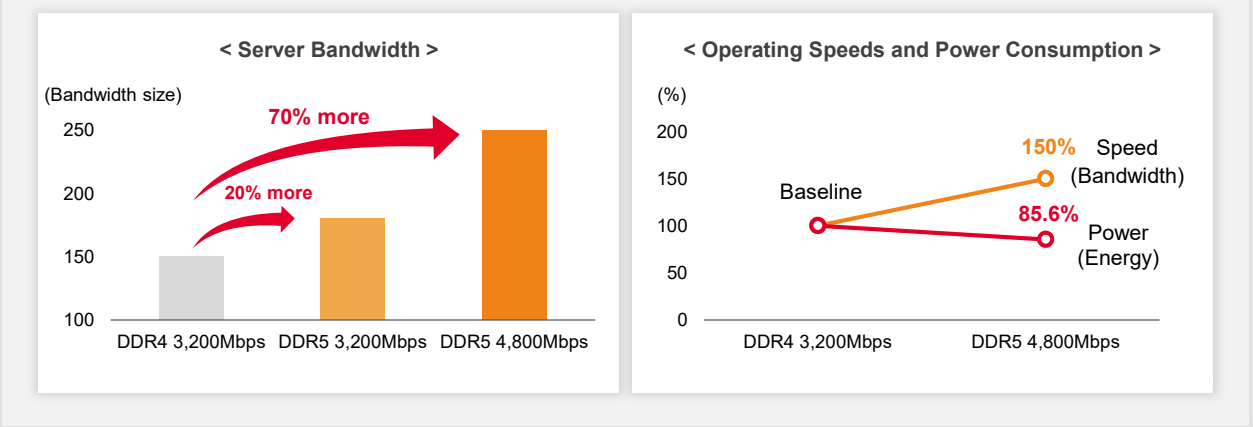 < Server Bandwidth >
(Bandwidth size)
250
200
150
100
70% more
20% more
DDR4 3,200Mbps
DDR5 3,200Mbps
DDR5 4,800Mbps
< Operating Speeds and Power Consumption >
(%)
200
150
100
50
0
Baseline
150%
Speed
(Bandwidth)
85.6%
Power
(Energy)
DDR4 3,200Mbps
DDR5 4,800Mbps